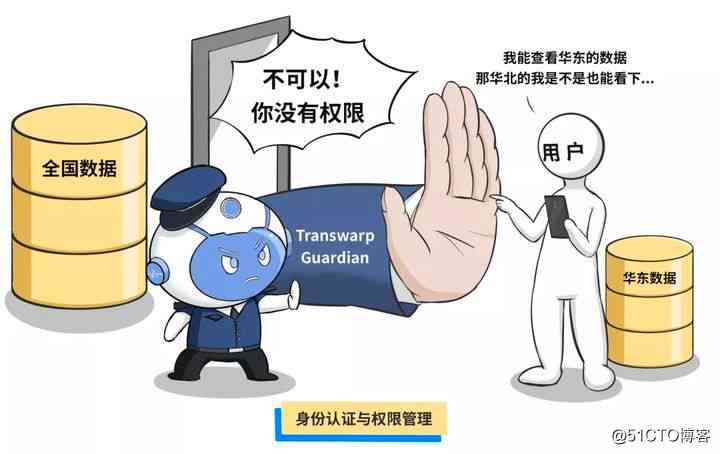 不可以！
你没有权限
我能查看华东的数据
那华北的我是不是也能看下...
全国数据
用户
Transwarp
Guardian
华东数据
身份认证与权限管理
@51CTO博客